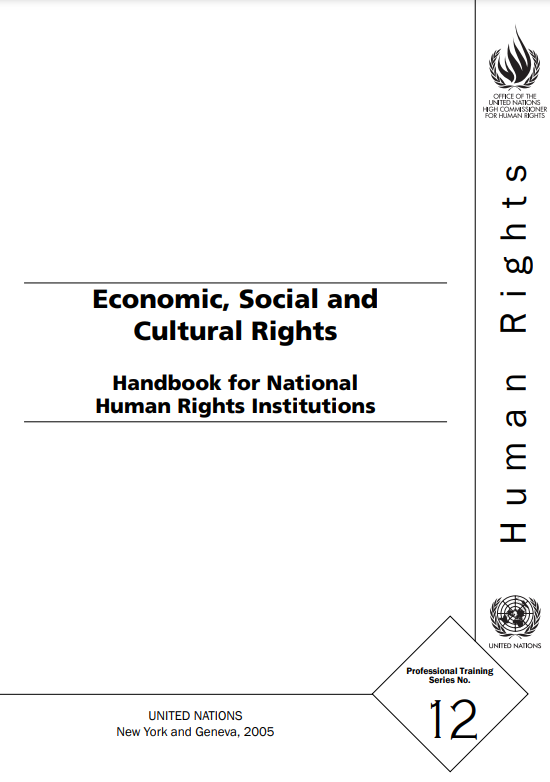 OFFICE OF THE
UNITED NATIONS
HIGH COMMISSIONER
FOR HUMAN RIGHTS
Human Rights
Economic, Social and
Cultural Rights
Handbook for National
Human Rights Institutions
UNITED NATIONS
Professional Training
Series No.
12
UNITED NATIONS
New York and Geneva, 2005